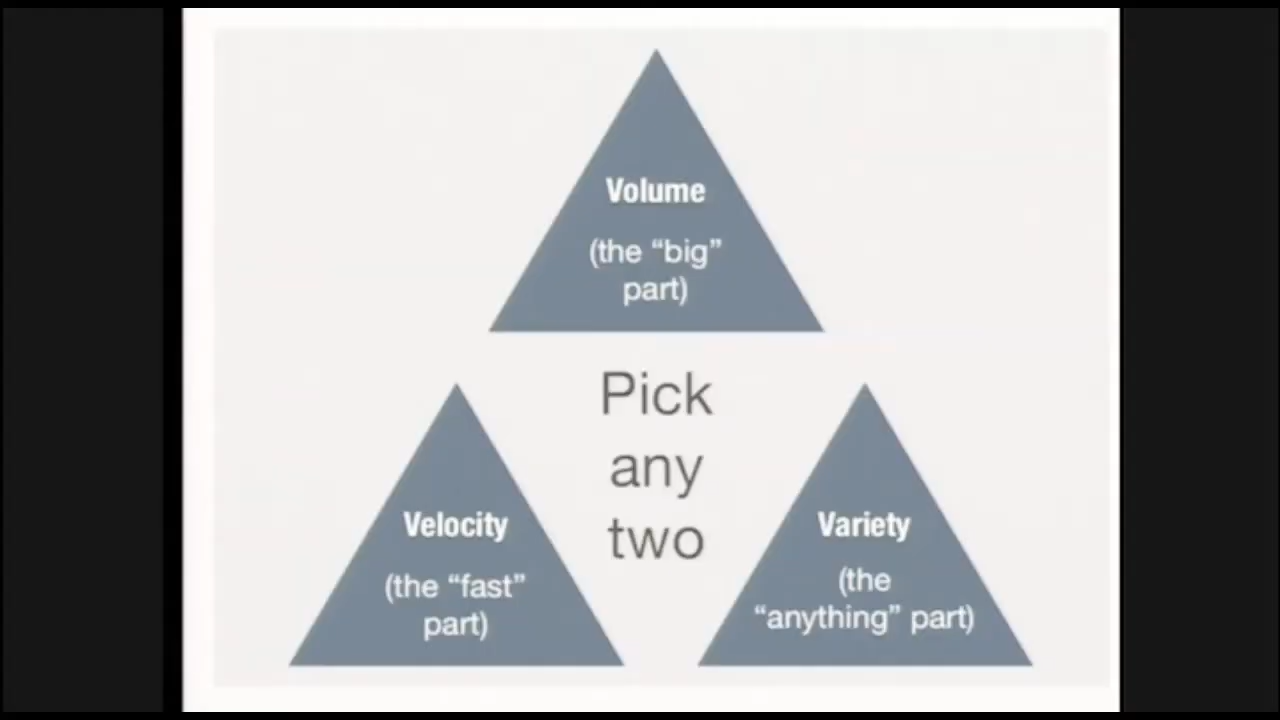 Volume
(the “big”
part)
Pick
any
two
Velocity
(the “fast”
part)
Variety
(the
“anything” part)